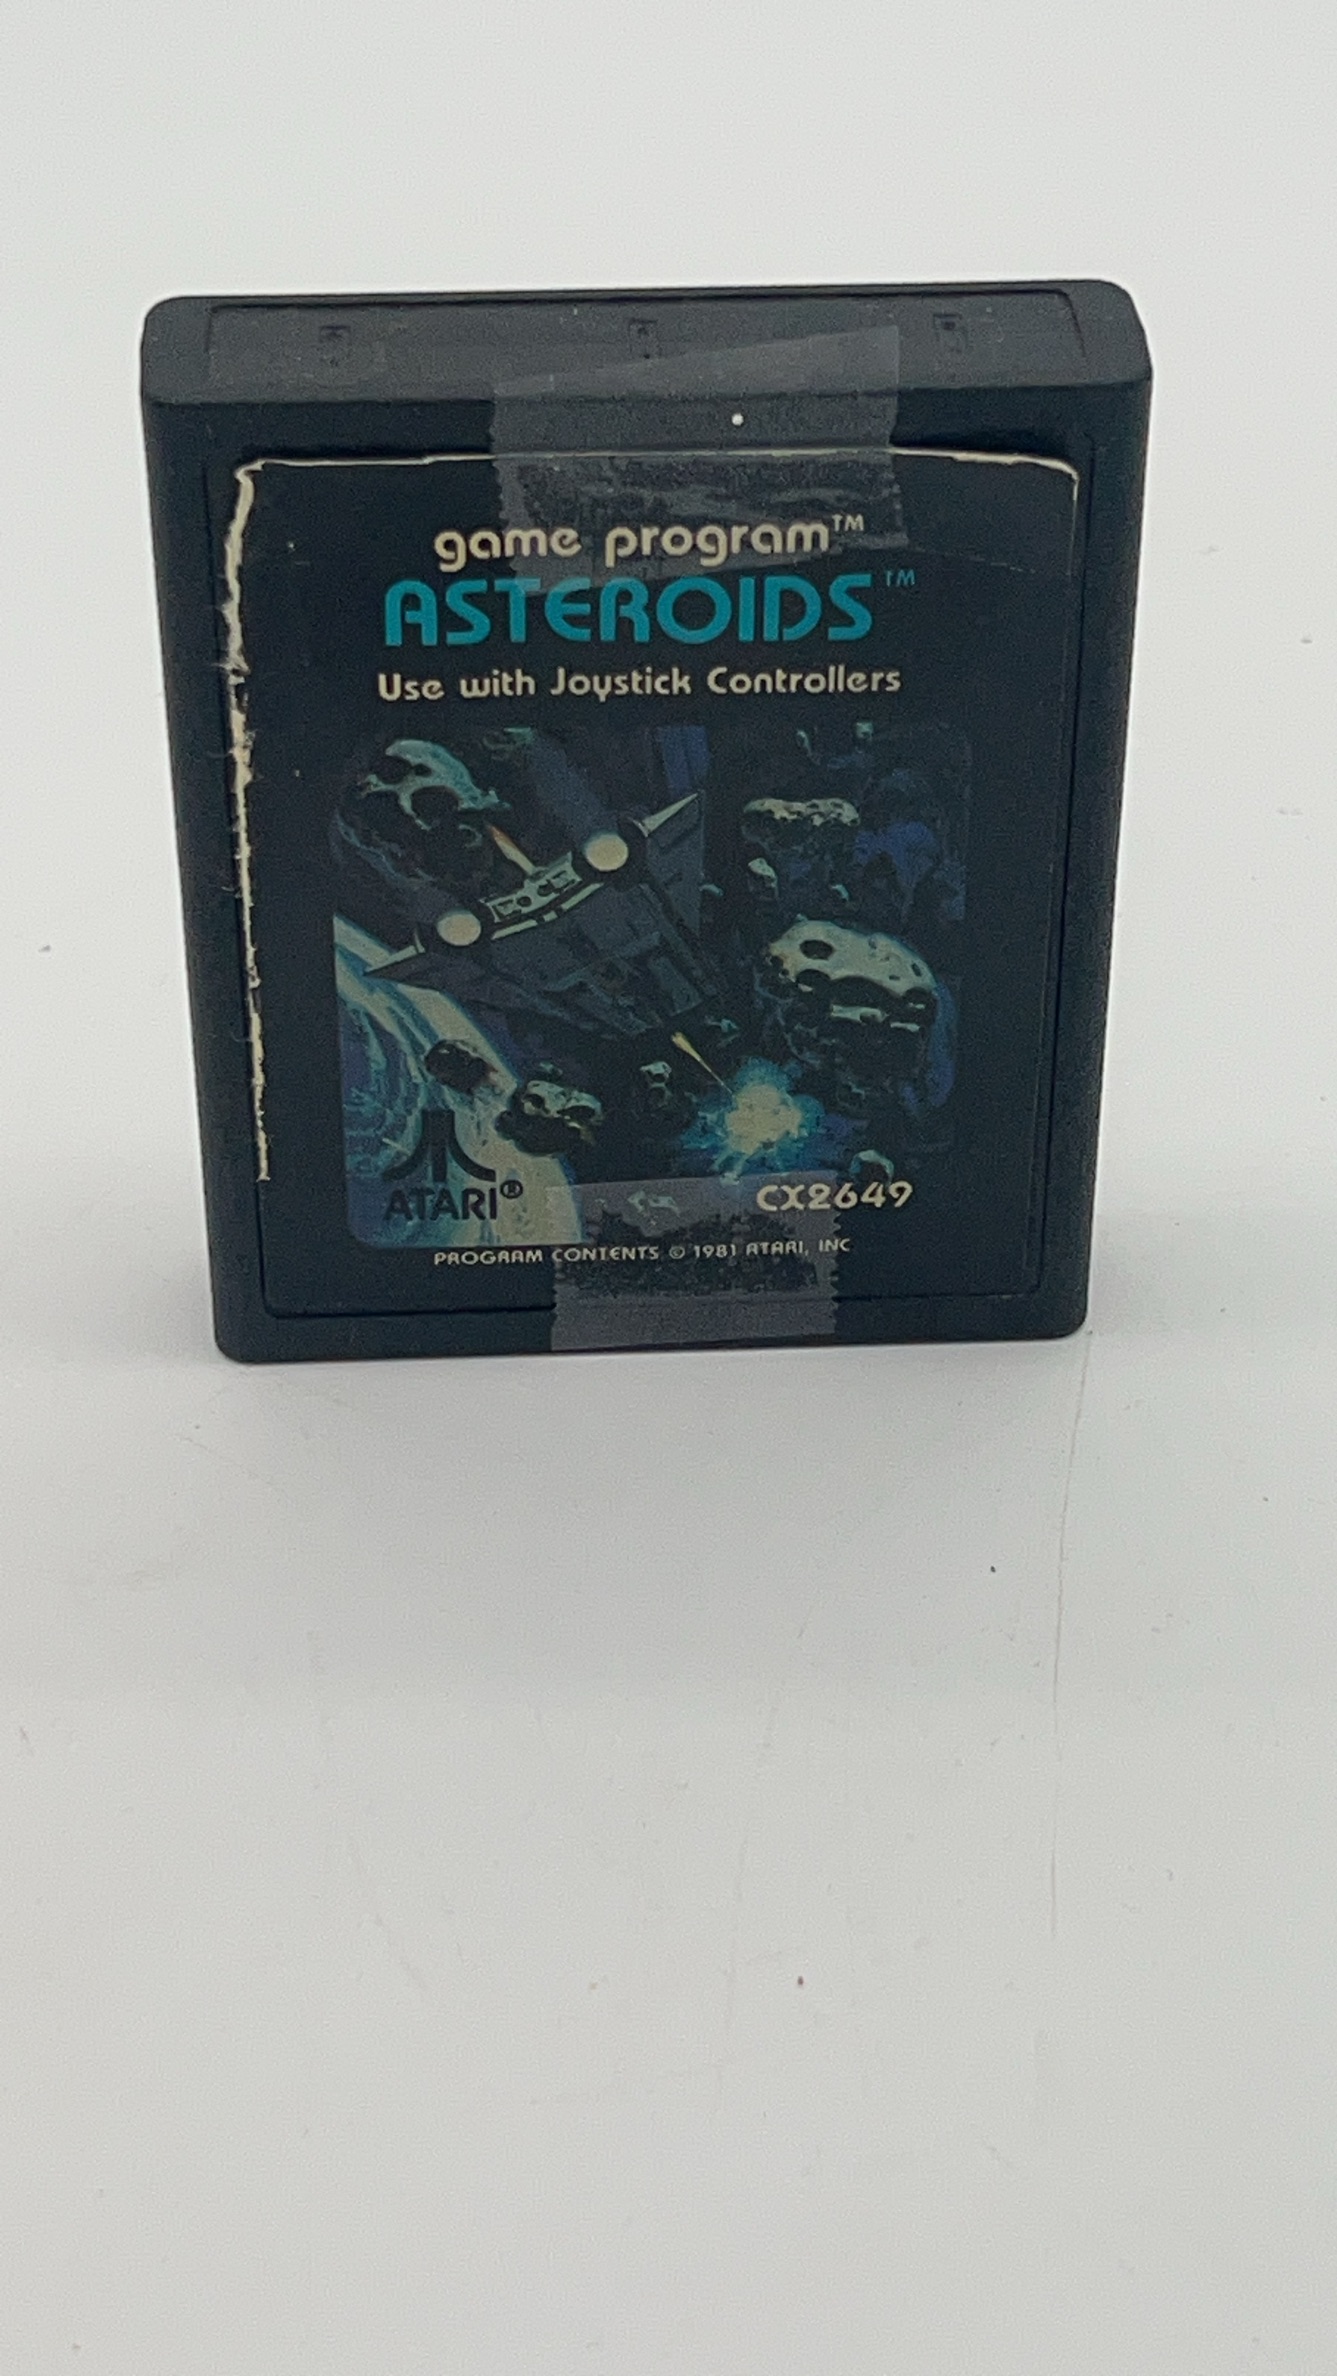 game program™
ASTEROIDS™
Use with Joystick Controllers
ATARI®
CX2649
PROGRAM CONTENTS © 1981 ATARI, INC